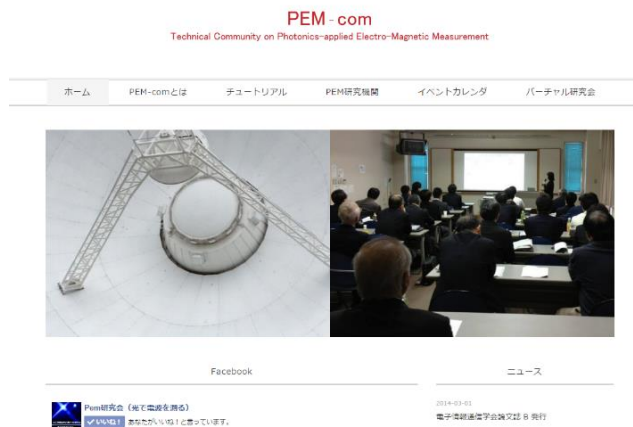 PEM-com
Technical Community on Photonics-applied Electro-Magnetic Measurement
ホーム
PEM-comとは
チュートリアル
PEM研究機関
イベントカレンダ
バーチャル研究会
Facebook
ニュース
Pem研究会（光で電波を測る）
いいね！ あなたがいいね！と言っています。
2014-03-01
電子情報通信学会論文誌 B 発行